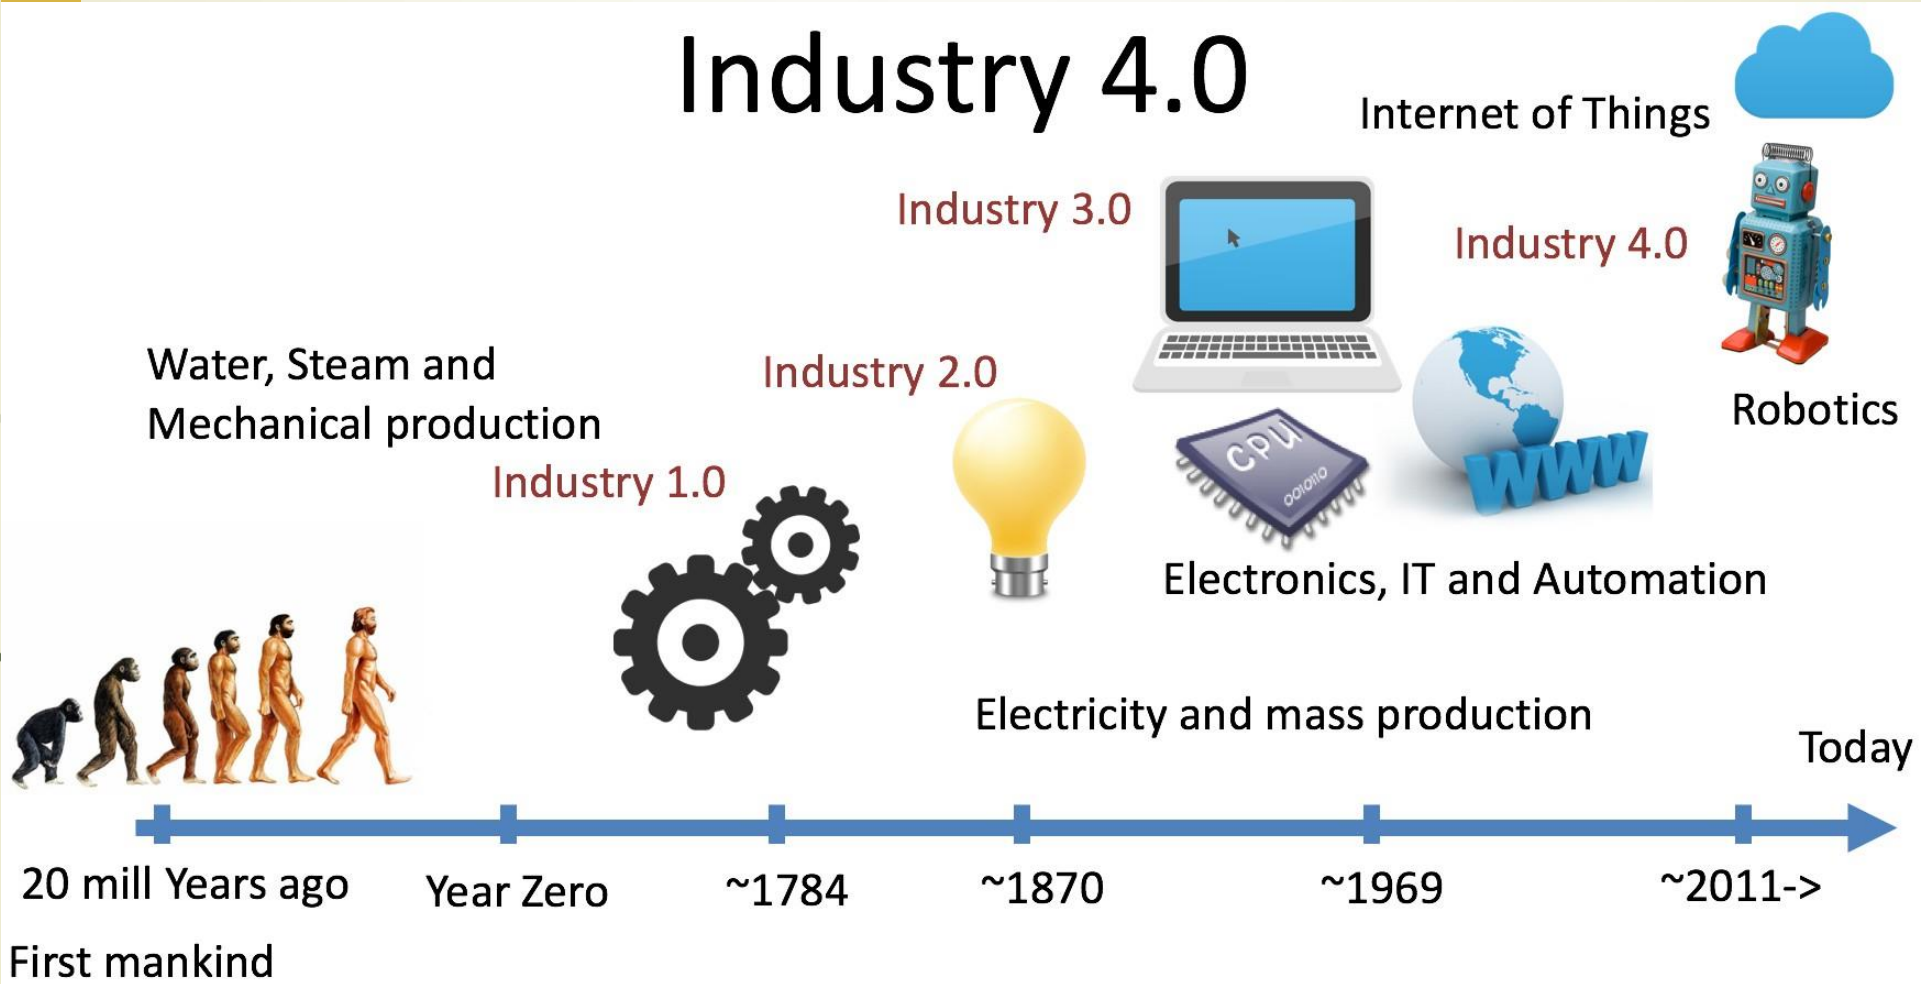 Industry 4.0
Internet of Things
Industry 3.0
Industry 4.0
Water, Steam and
Mechanical production
Industry 2.0
Robotics
Industry 1.0
CPU
0010110
WWW
Electronics, IT and Automation
Electricity and mass production
Today
20 mill Years ago
Year Zero
~1784
~1870
~1969
~2011->
First mankind